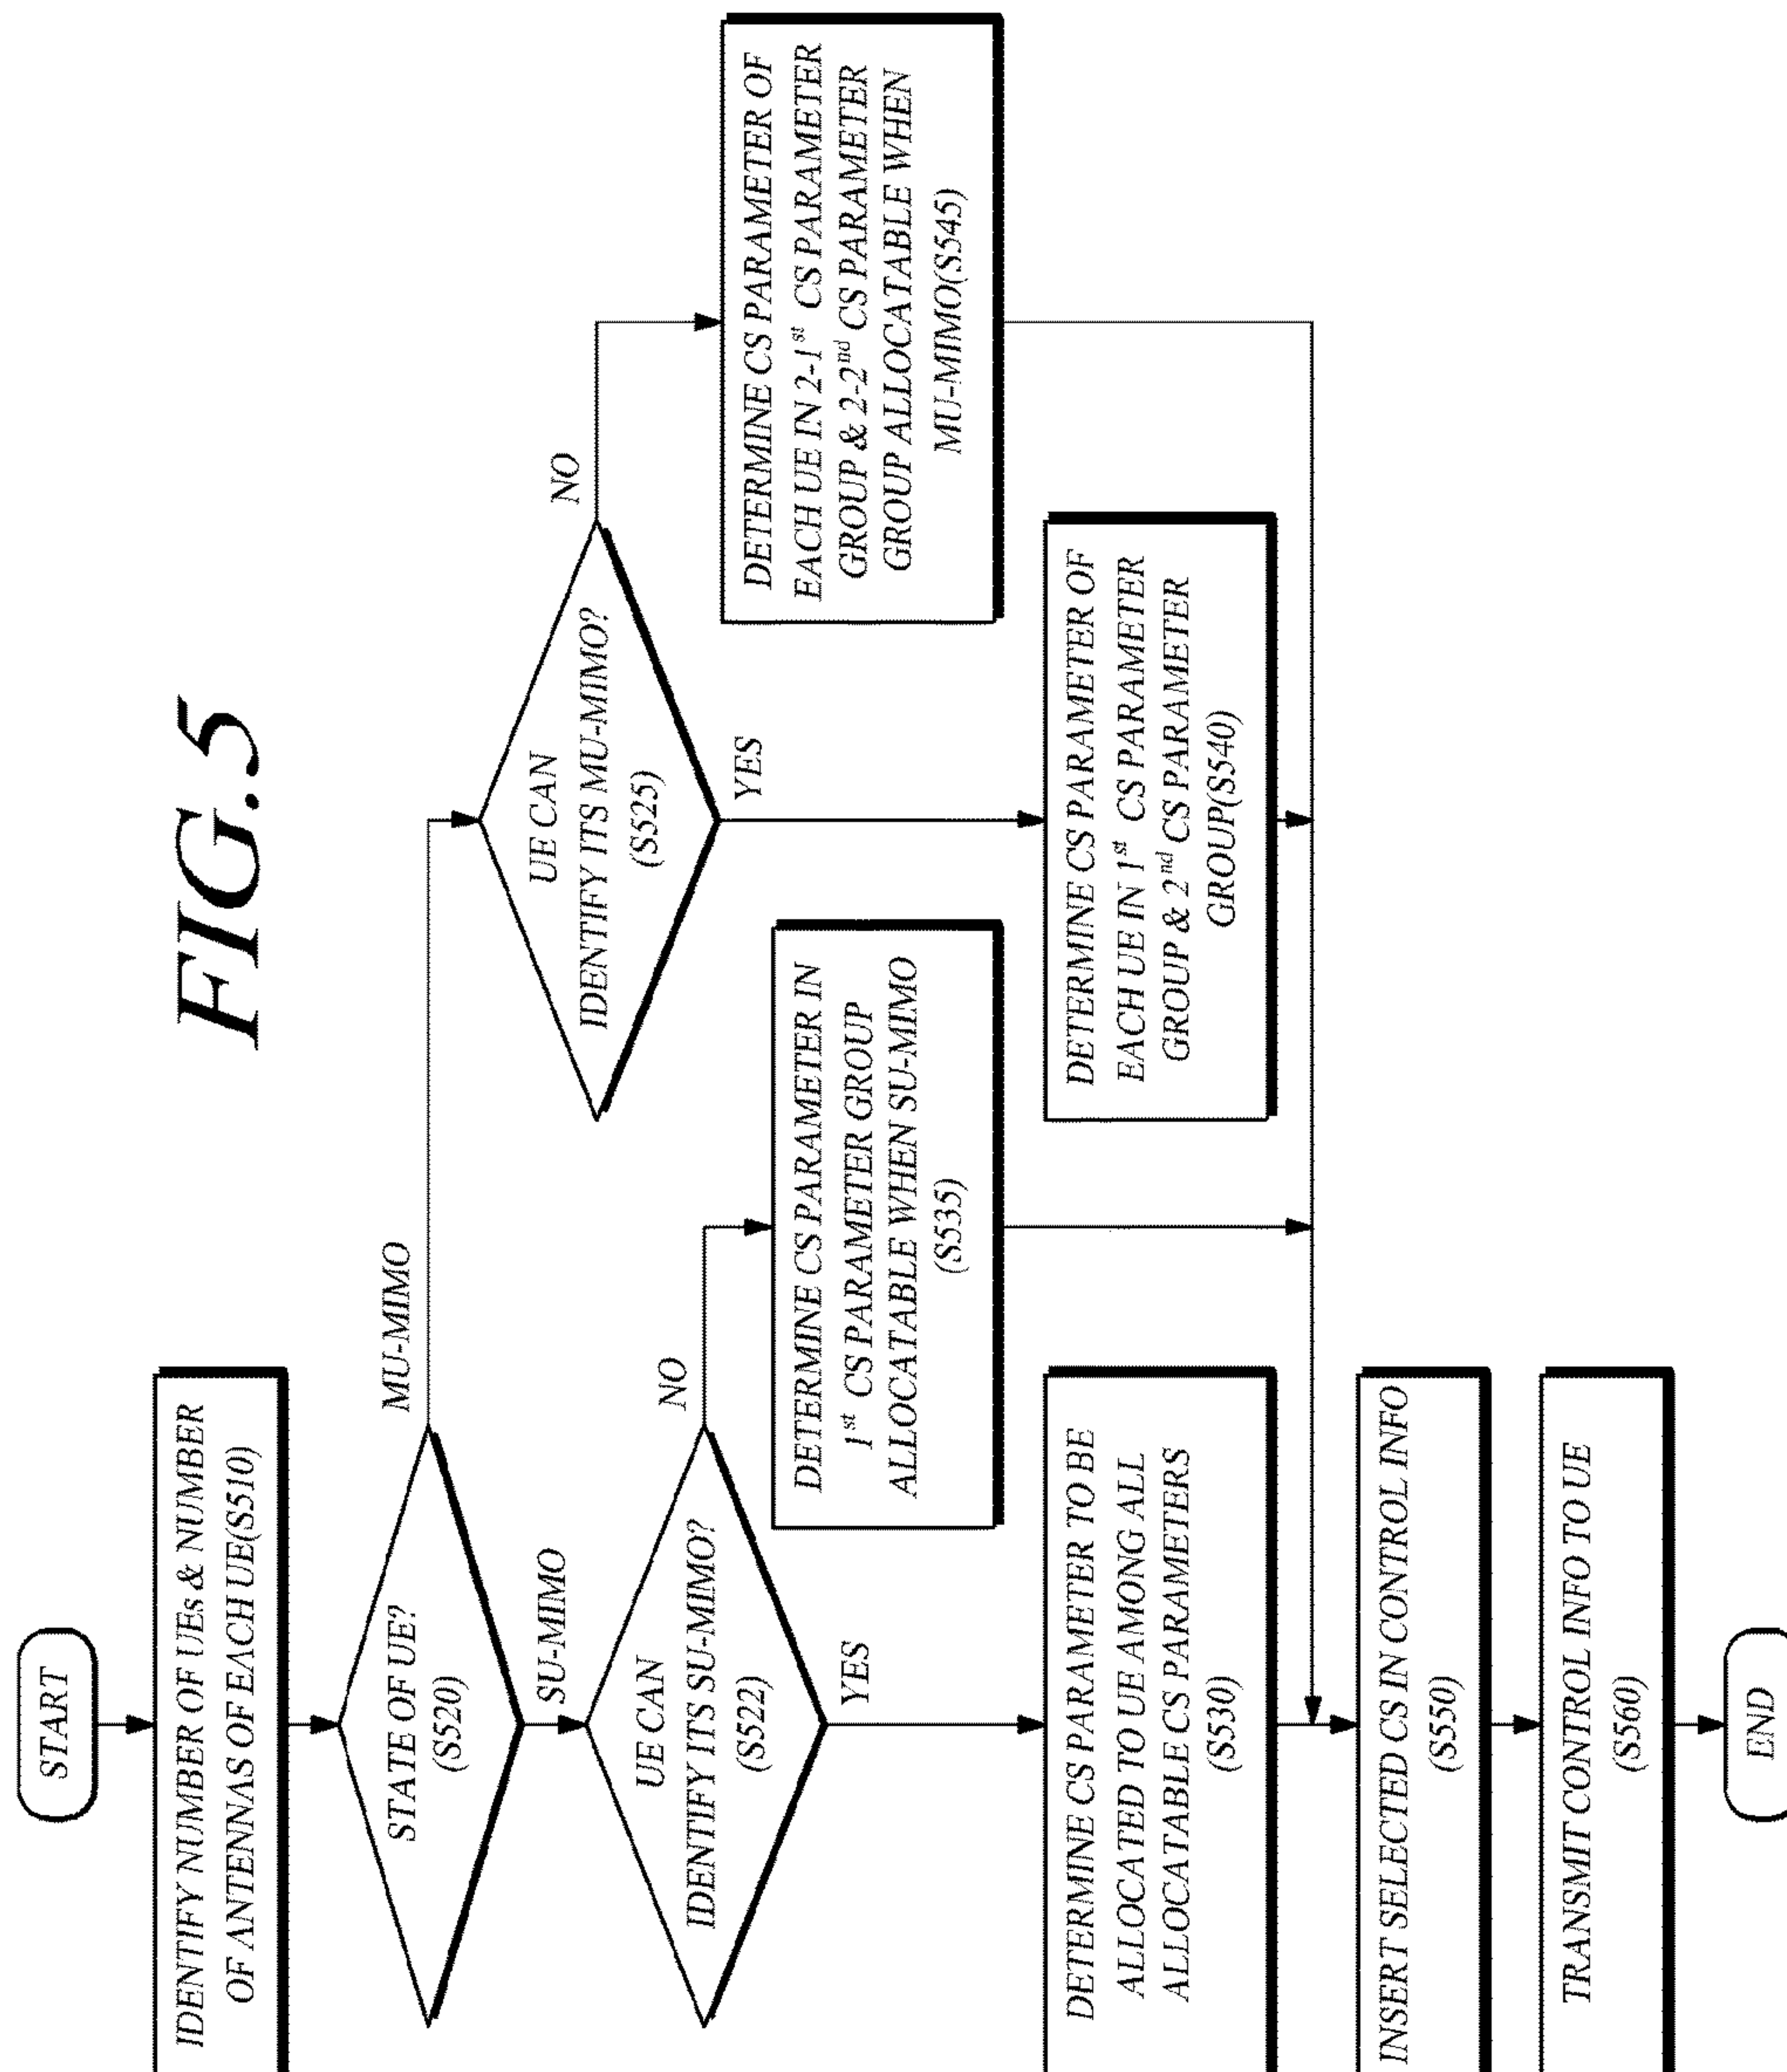 FIG.5
START
IDENTIFY NUMBER OF UEs & NUMBER
OF ANTENNAS OF EACH UE(S510)
STATE OF UE?
(S520)
MU-MIMO
SU-MIMO
UE CAN
IDENTIFY ITS SU-MIMO?
(S522)
NO
YES
UE CAN
IDENTIFY ITS MU-MIMO?
(S525)
NO
YES
DETERMINE CS PARAMETER OF
EACH UE IN 2-1st CS PARAMETER
GROUP & 2-2nd CS PARAMETER
GROUP ALLOCATABLE WHEN
MU-MIMO(S545)
DETERMINE CS PARAMETER IN
1st CS PARAMETER GROUP
ALLOCATABLE WHEN SU-MIMO
(S535)
DETERMINE CS PARAMETER TO BE
ALLOCATED TO UE AMONG ALL
ALLOCATABLE CS PARAMETERS
(S530)
DETERMINE CS PARAMETER OF
EACH UE IN 1st CS PARAMETER
GROUP & 2nd CS PARAMETER
GROUP(S540)
INSERT SELECTED CS IN CONTROL INFO
(S550)
TRANSMIT CONTROL INFO TO UE
(S560)
END